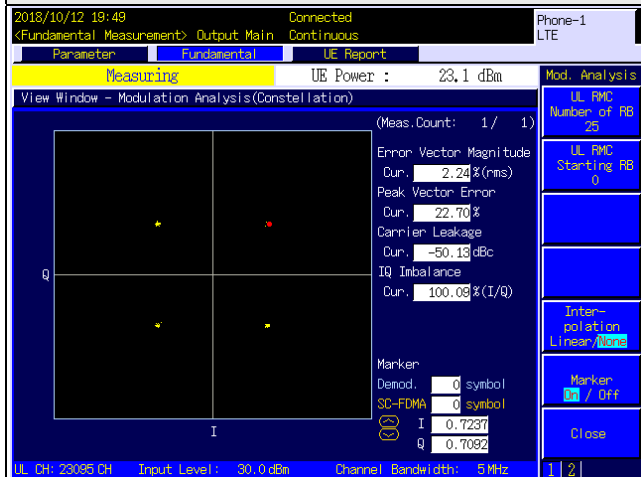 2018/10/12 19:49 Connected Phone-1
<Fundamental Measurement> Output Main Continuous LTE
Parameter Fundamental UE Report
Measuring UE Power : 23.1 dBm Mod. Analysis
View Window - Modulation Analysis(Constellation)
UL RMC
Number of RB
25
(Meas.Count: 1/ 1)
Error Vector Magnitude
Cur. 2.24 %(rms)
UL RMC
Starting RB
0
Peak Vector Error
Cur. 22.70 %
Carrier Leakage
Cur. -50.13 dBc
IQ Imbalance
Cur. 100.09 %(I/Q)
Q
I
Inter-
polation
Linear/None
Marker
Demod. 0 symbol
SC-FDMA 0 symbol
I 0.7237
Q 0.7092
Marker
On / Off
Close
UL CH: 23095 CH Input Level: 30.0 dBm Channel Bandwidth: 5 MHz 1 2